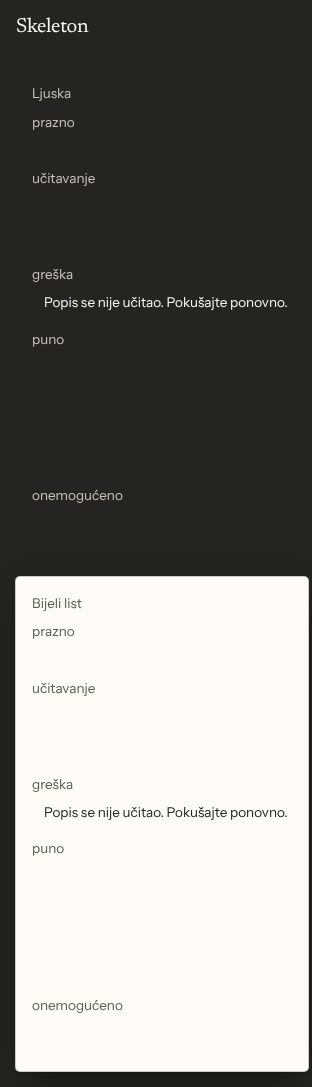 Skeleton
Ljuska
prazno
učitavanje
greška
Popis se nije učitao. Pokušajte ponovno.
puno
onemogućeno
Bijeli list
prazno
učitavanje
greška
Popis se nije učitao. Pokušajte ponovno.
puno
onemogućeno